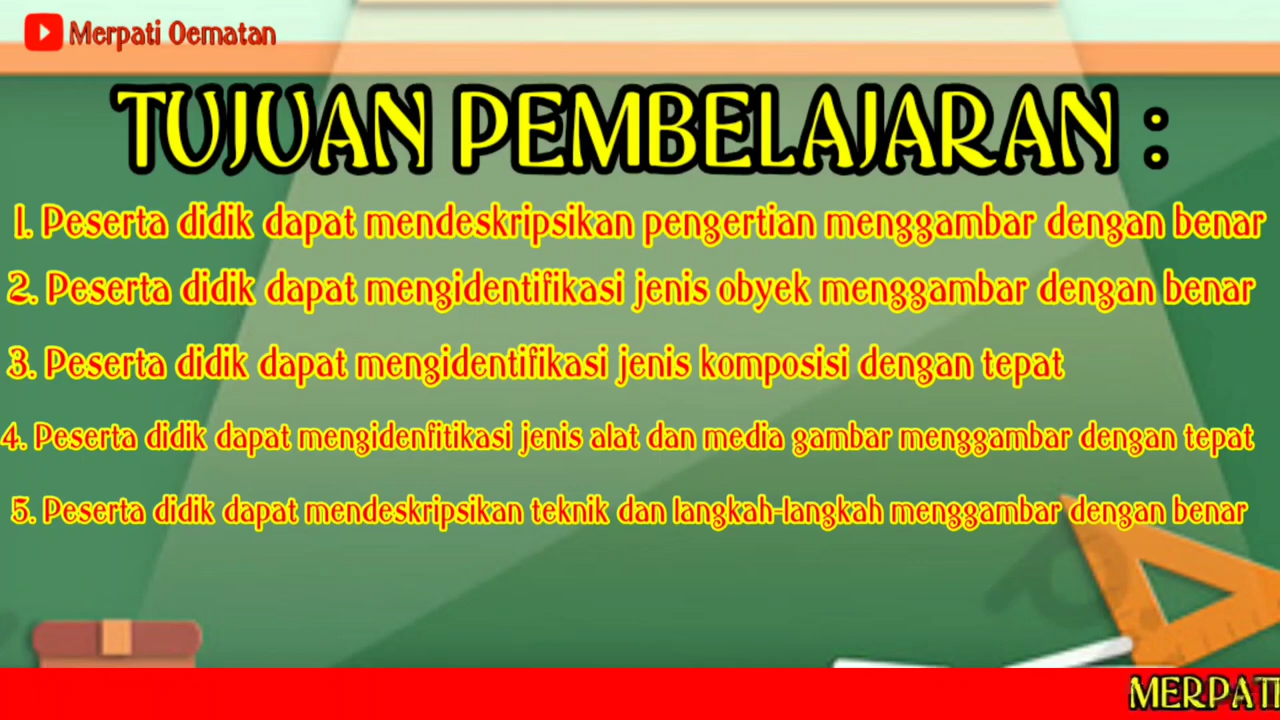 Merpati Oematan
TUJUAN PEMBELAJARAN :
1. Peserta didik dapat mendeskripsikan pengertian menggambar dengan benar
2. Peserta didik dapat mengidentifikasi jenis obyek menggambar dengan benar
3. Peserta didik dapat mengidentifikasi jenis komposisi dengan tepat
4. Peserta didik dapat mengidenfitikasi jenis alat dan media gambar menggambar dengan tepat
5. Peserta didik dapat mendeskripsikan teknik dan langkah-langkah menggambar dengan benar
MERPATI